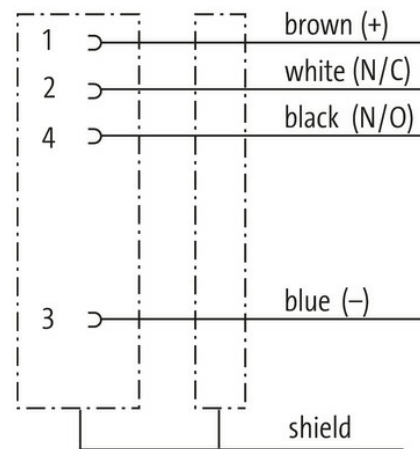 1 brown (+)
2 white (N/C)
4 black (N/O)
3 blue (–)
shield